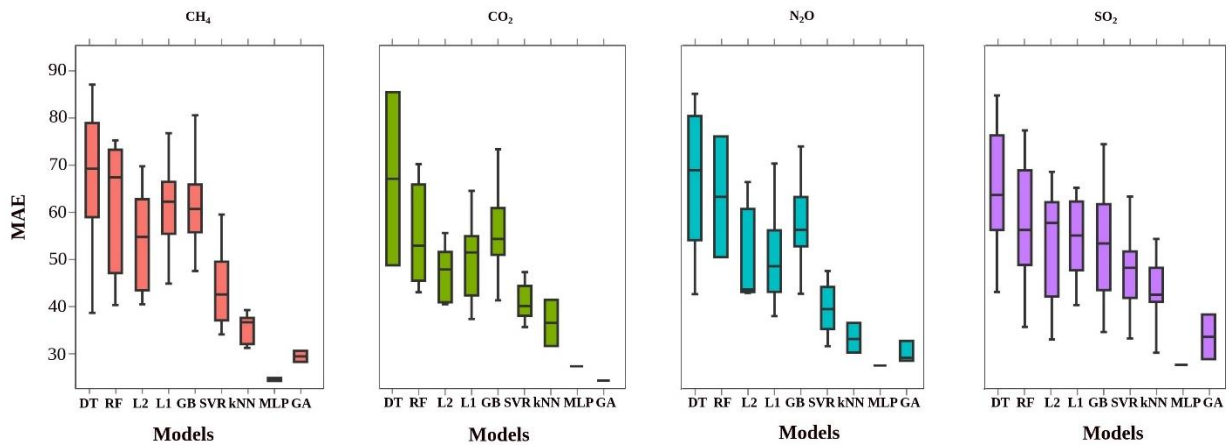 CH₄
CO₂
N₂O
SO₂
MAE
90
80
70
60
50
40
30
DT RF L2 L1 GB SVR kNN MLP GA
DT RF L2 L1 GB SVR kNN MLP GA
DT RF L2 L1 GB SVR kNN MLP GA
DT RF L2 L1 GB SVR kNN MLP GA
Models
Models
Models
Models